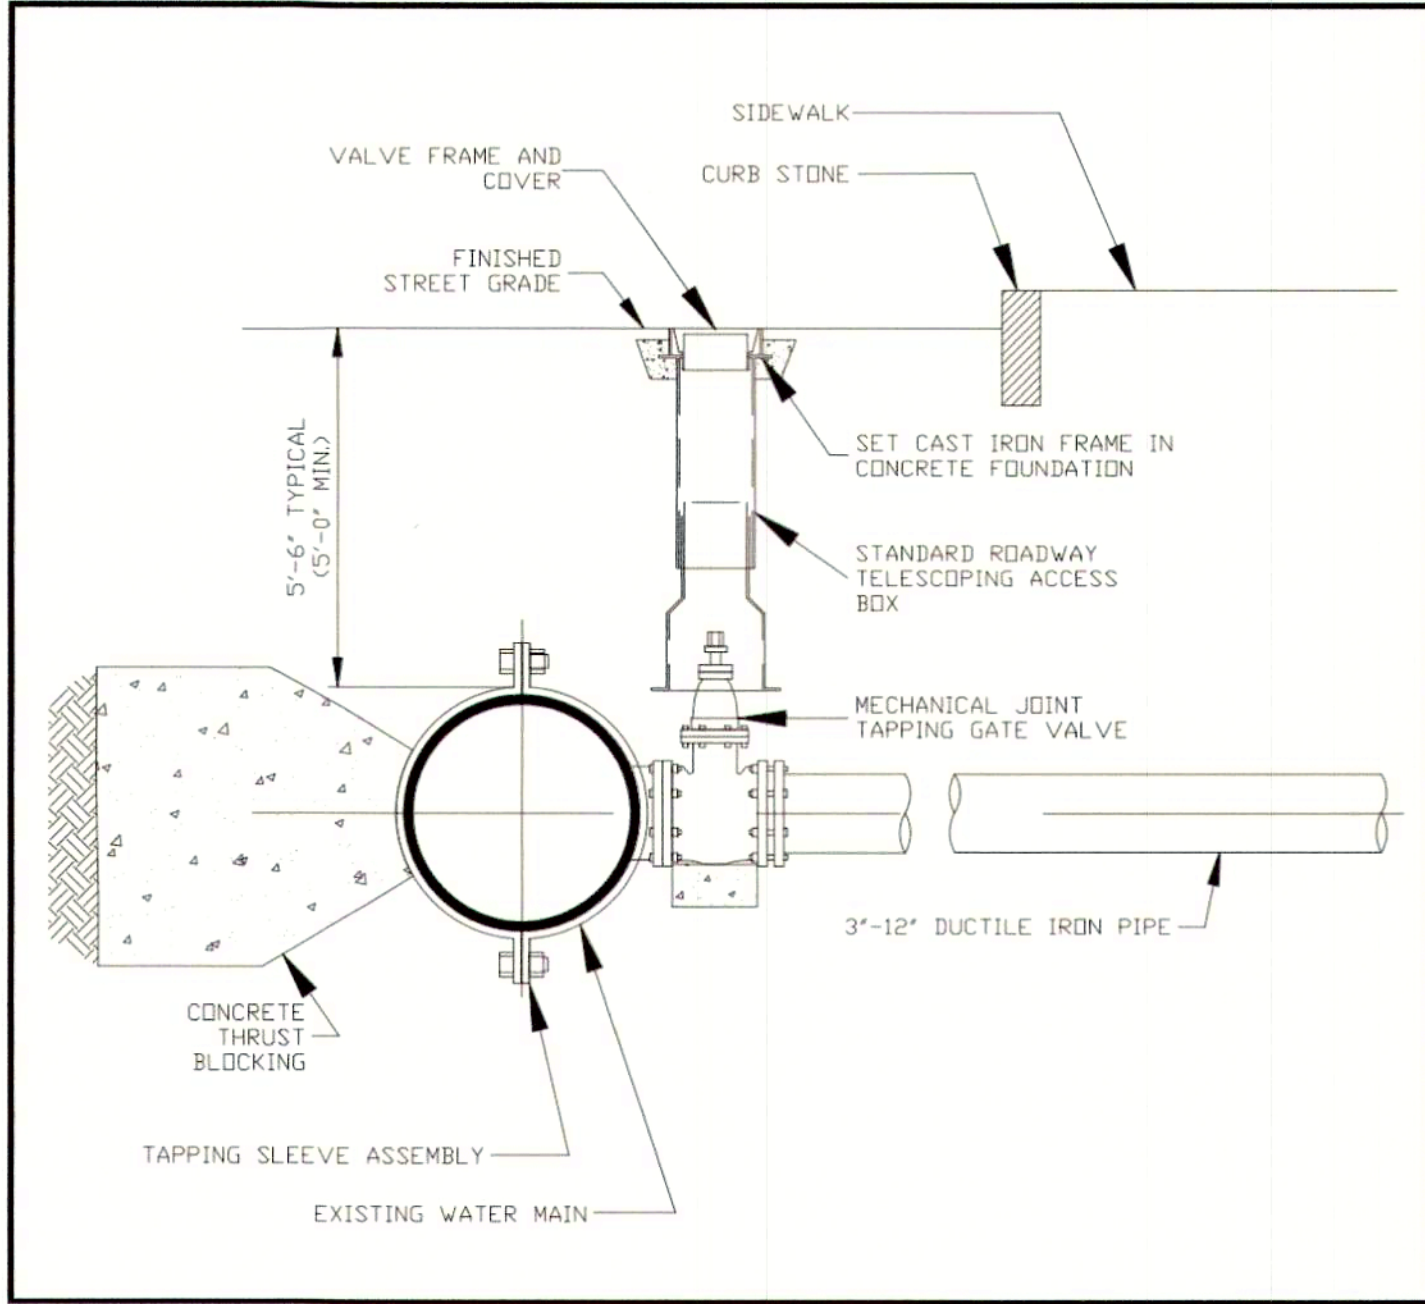 SIDEWALK
VALVE FRAME AND
COVER
CURB STONE
FINISHED
STREET GRADE
5'-6" TYPICAL
(5'-0" MIN.)
SET CAST IRON FRAME IN
CONCRETE FOUNDATION
STANDARD ROADWAY
TELESCOPING ACCESS
BOX
MECHANICAL JOINT
TAPPING GATE VALVE
3"-12" DUCTILE IRON PIPE
CONCRETE
THRUST
BLOCKING
TAPPING SLEEVE ASSEMBLY
EXISTING WATER MAIN